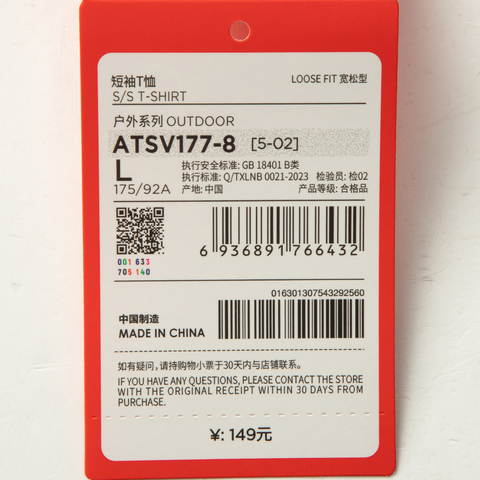 短袖T恤
LOOSE FIT 宽松型
S/S T-SHIRT
户外系列 OUTDOOR
ATSV177-8 [5-02]
L
执行安全标准: GB 18401 B类
执行标准: Q/TXLNB 0021-2023 检验员: 检02
175/92A
产地: 中国
产品等级: 合格品
001 633
705 140
6 936891 766432
016301307543292560
中国制造
MADE IN CHINA
如有疑问，请持购物小票于30天内与店铺联系。
IF YOU HAVE ANY QUESTIONS, PLEASE CONTACT THE STORE
WITH THE ORIGINAL RECEIPT WITHIN 30 DAYS FROM
PURCHASE.
¥: 149元